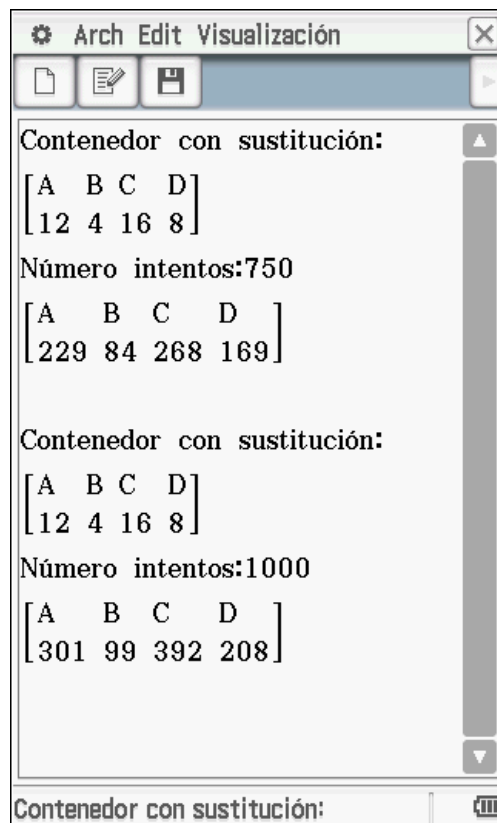 Arch Edit Visualización
Contenedor con sustitución:
A B C D
12 4 16 8
Número intentos:750
A B C D
229 84 268 169
Contenedor con sustitución:
A B C D
12 4 16 8
Número intentos:1000
A B C D
301 99 392 208
Contenedor con sustitución: